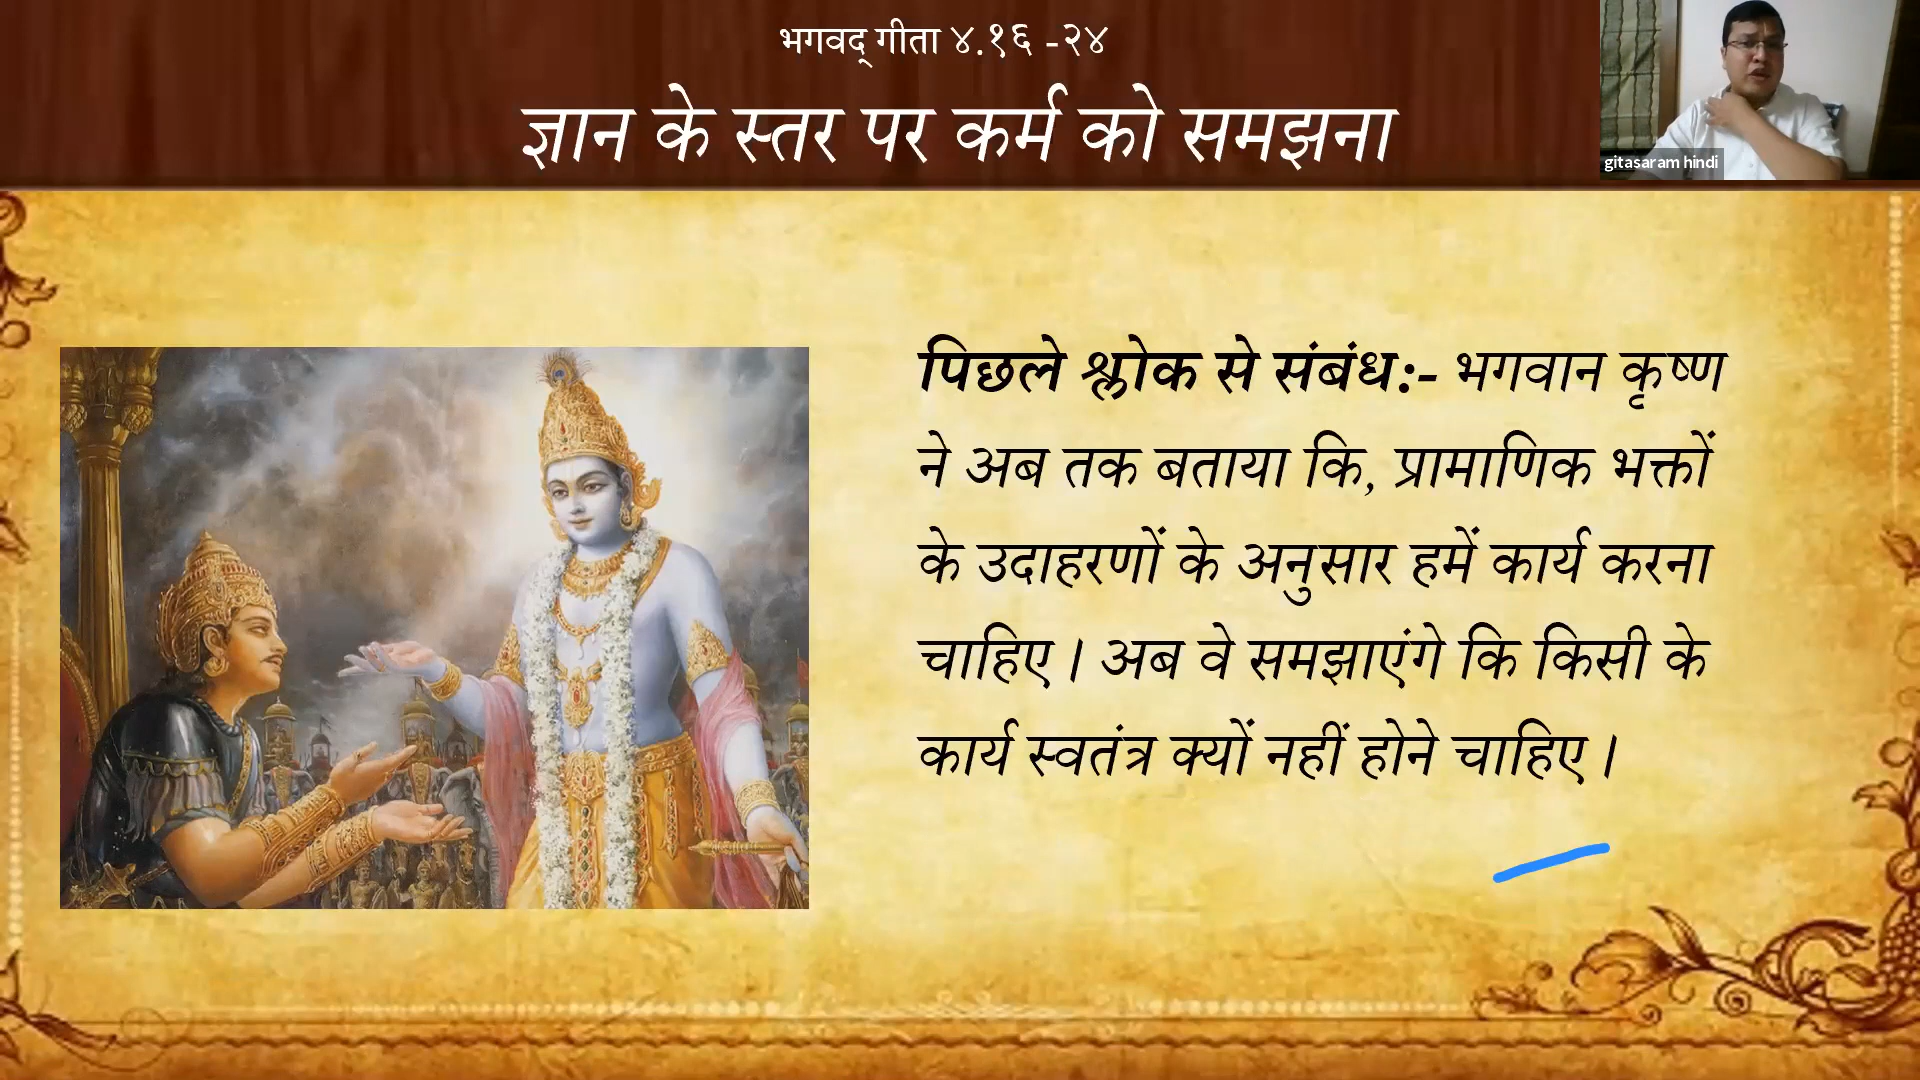 भगवद् गीता ४.१६ -२४
ज्ञान के स्तर पर कर्म को समझना
gitasaram hindi
पिछले श्लोक से संबंध:- भगवान कृष्ण
ने अब तक बताया कि, प्रामाणिक भक्तों
के उदाहरणों के अनुसार हमें कार्य करना
चाहिए । अब वे समझाएंगे कि किसी के
कार्य स्वतंत्र क्यों नहीं होने चाहिए ।